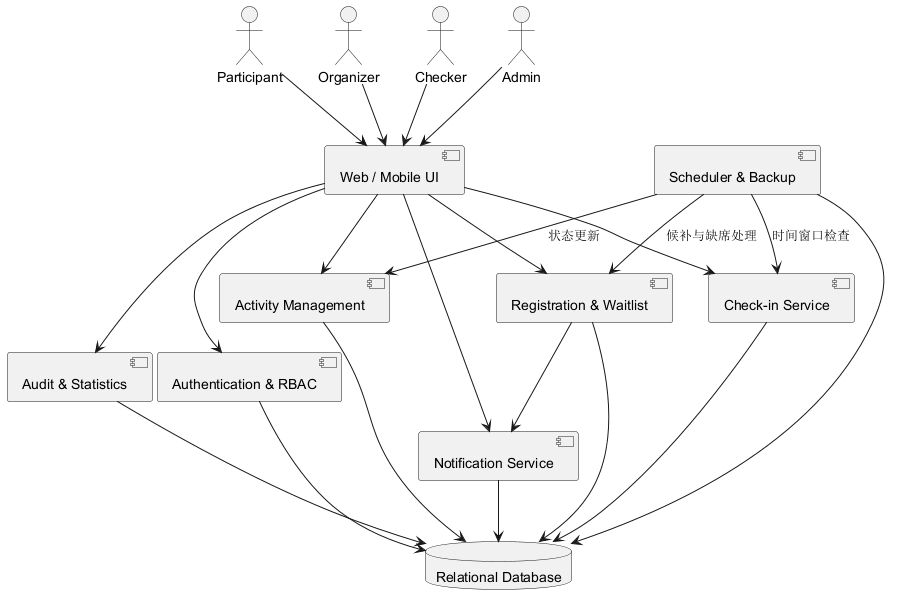 Participant
Organizer
Checker
Admin
Web / Mobile UI
Scheduler & Backup
状态更新
候补与缺席处理
时间窗口检查
Activity Management
Registration & Waitlist
Check-in Service
Audit & Statistics
Authentication & RBAC
Notification Service
Relational Database